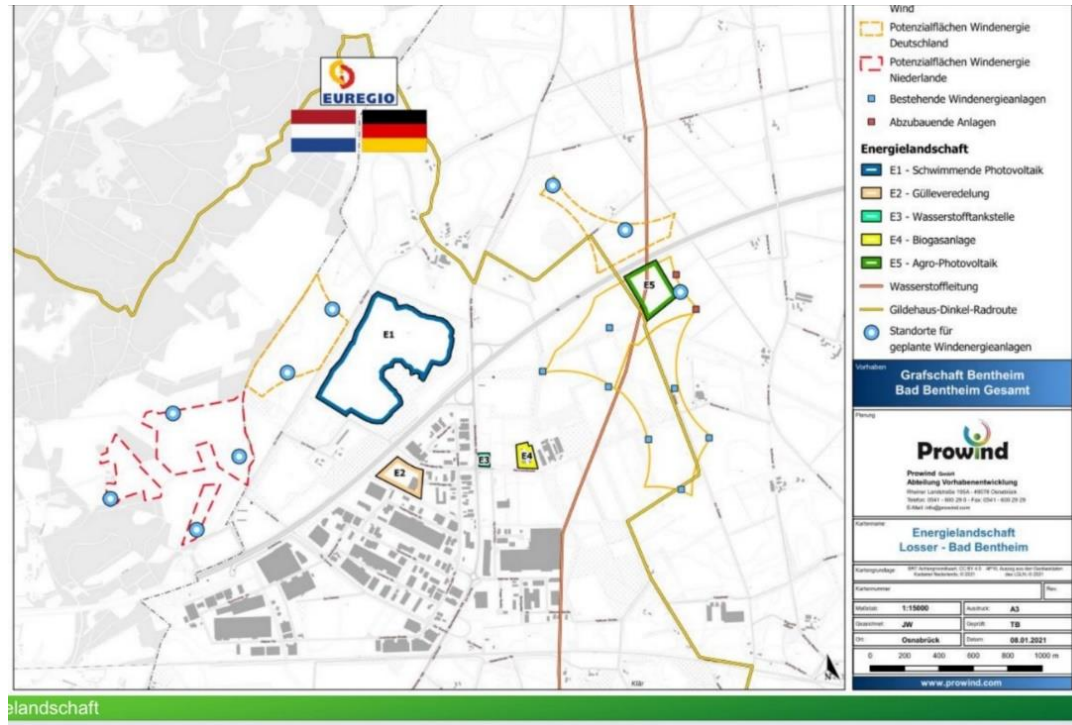 EUREGIO
E1
E2
E3
E4
E5
Klär
Wind
Potenzialflächen Windenergie
Deutschland
Potenzialflächen Windenergie
Niederlande
Bestehende Windenergieanlagen
Abzubauende Anlagen
Energielandschaft
E1 - Schwimmende Photovoltaik
E2 - Gülleveredelung
E3 - Wasserstofftankstelle
E4 - Biogasanlage
E5 - Agro-Photovoltaik
Wasserstoffleitung
Gildehaus-Dinkel-Radroute
Standorte für
geplante Windenergieanlagen
Vorhaben
Grafschaft Bentheim
Bad Bentheim Gesamt
Planung
Prowind
Prowind GmbH
Abteilung Vorhabenentwicklung
Kartenname
Energielandschaft
Losser - Bad Bentheim
Kartengrundlage
Kartennummer
Rev.
Maßstab: 1:15000 Ausdruck: A3
Gezeichnet: JW Geprüft: TB
Ort: Osnabrück Datum: 08.01.2021
0 200 400 600 800 1000 m
www.prowind.com
elandschaft